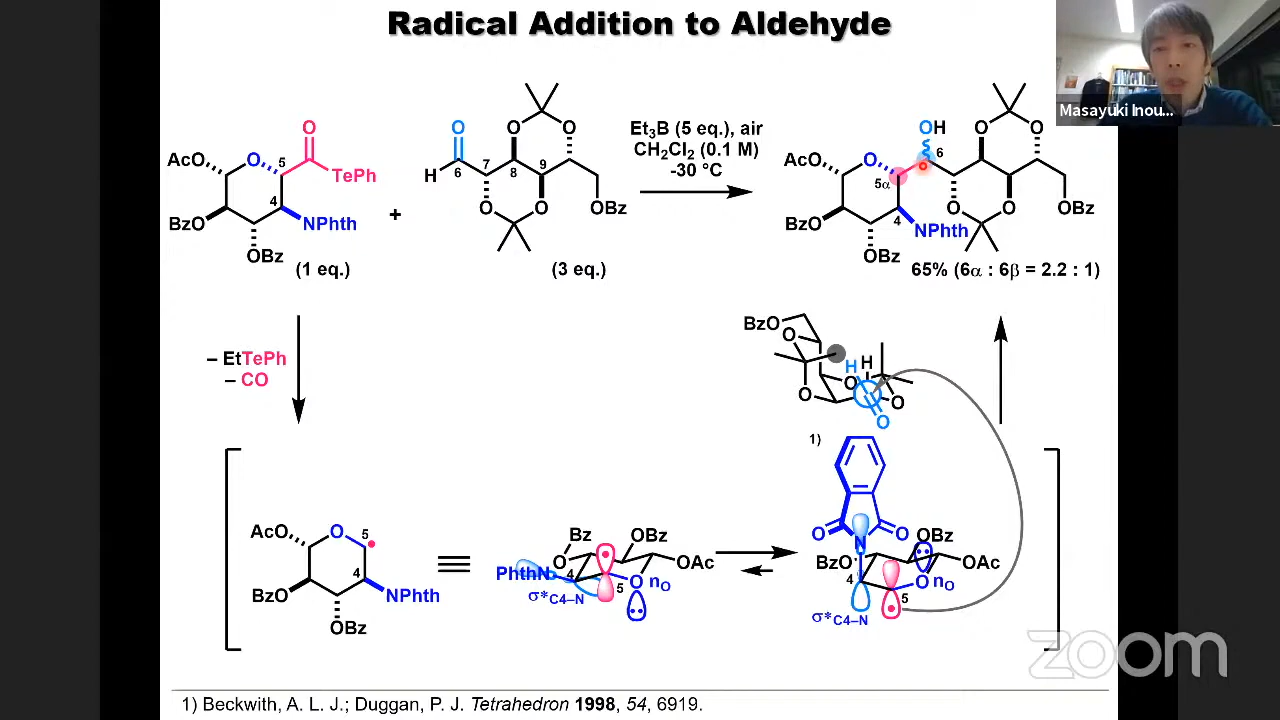 Radical Addition to Aldehyde
Masayuki Inou...
O
AcO
O
5
TePh
4
BzO
NPhth
OBz
(1 eq.)
+
O
H
6
7
8
9
O
O
O
O
OBz
(3 eq.)
Et3B (5 eq.), air
CH2Cl2 (0.1 M)
-30 °C
OH
6
AcO
O
5α
4
BzO
NPhth
OBz
O
O
O
O
OBz
65% (6α : 6β = 2.2 : 1)
– EtTePh
– CO
BzO
O
O
H
H
O
O
O
1)
AcO
O
5
4
BzO
NPhth
OBz
Bz
O
OBz
OAc
PhthN
4
5
O
nO
σ*C4–N
O
N
O
OBz
BzO
O
OAc
4
5
O
nO
σ*C4–N
zoom
1) Beckwith, A. L. J.; Duggan, P. J. Tetrahedron 1998, 54, 6919.